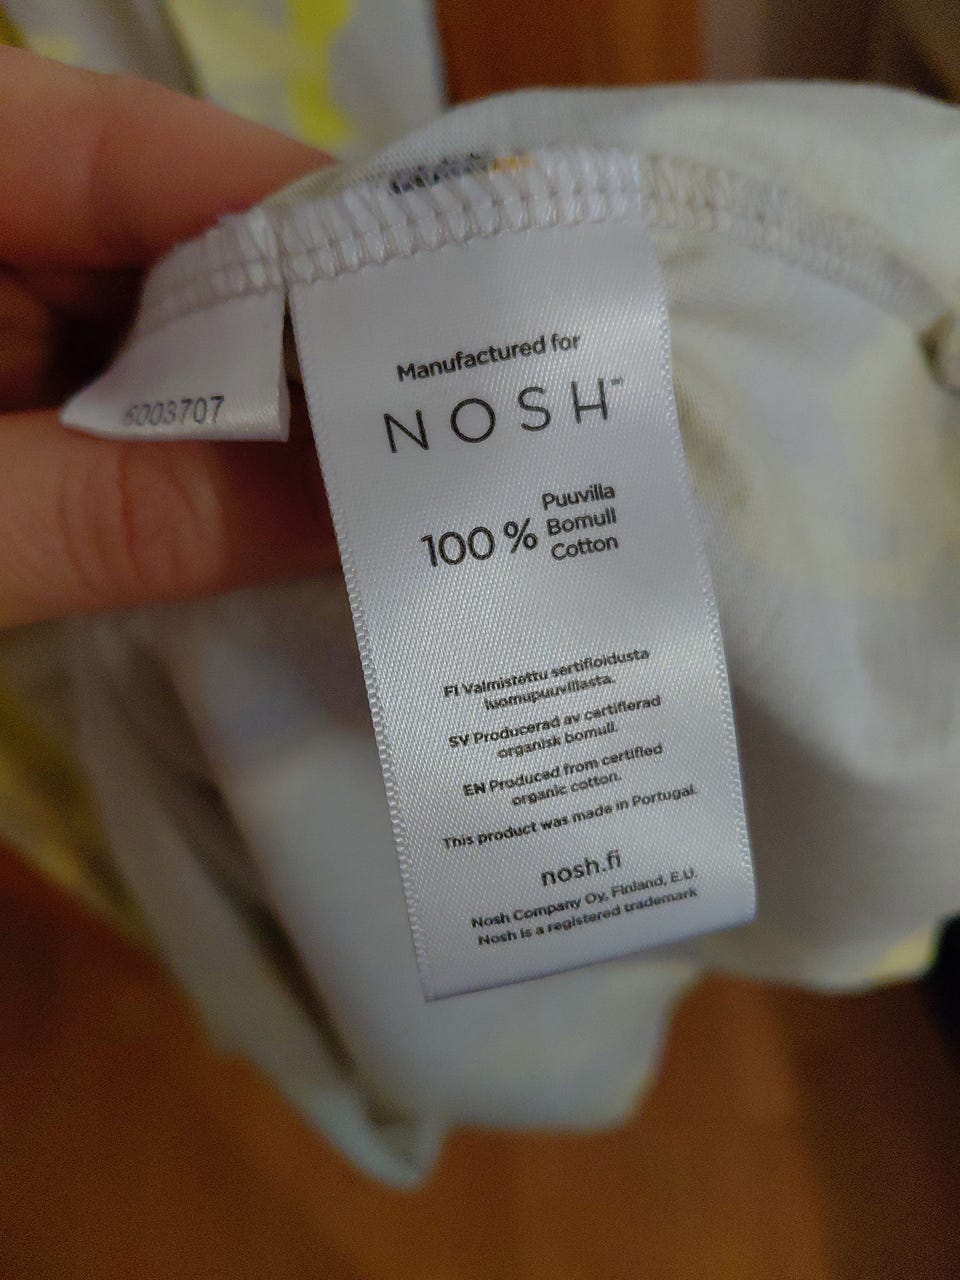 6003707
Manufactured for
NOSH™
100 % Puuvilla
Bomull
Cotton
FI Valmistettu sertifioidusta
luomupuuvillasta.
SV Producerad av certifierad
organisk bomull.
EN Produced from certified
organic cotton.
This product was made in Portugal.
nosh.fi
Nosh Company Oy, Finland, E.U.
Nosh is a registered trademark